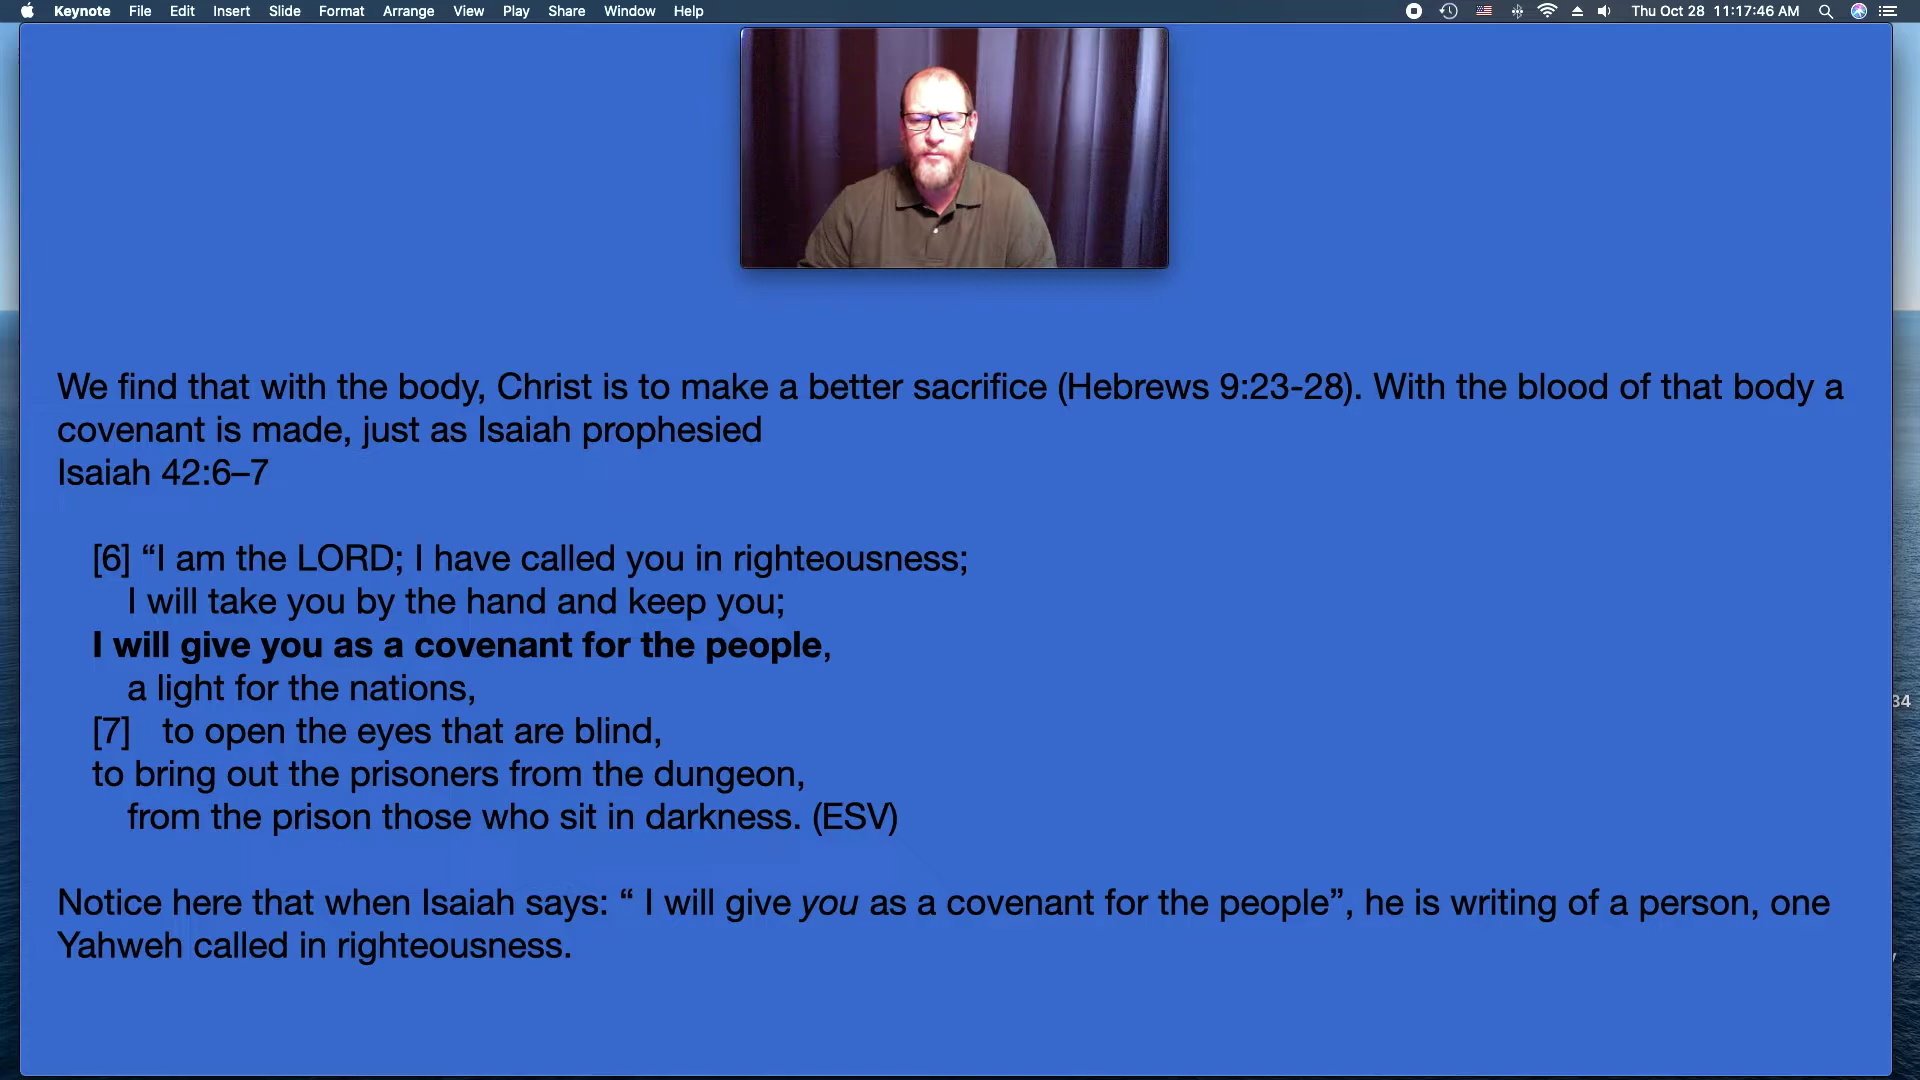 Keynote File Edit Insert Slide Format Arrange View Play Share Window Help Thu Oct 28 11:17:46 AM
We find that with the body, Christ is to make a better sacrifice (Hebrews 9:23-28). With the blood of that body a
covenant is made, just as Isaiah prophesied
Isaiah 42:6–7
[6] “I am the LORD; I have called you in righteousness;
I will take you by the hand and keep you;
I will give you as a covenant for the people,
a light for the nations,
34
[7] to open the eyes that are blind,
to bring out the prisoners from the dungeon,
from the prison those who sit in darkness. (ESV)
Notice here that when Isaiah says: “ I will give you as a covenant for the people”, he is writing of a person, one
Yahweh called in righteousness.